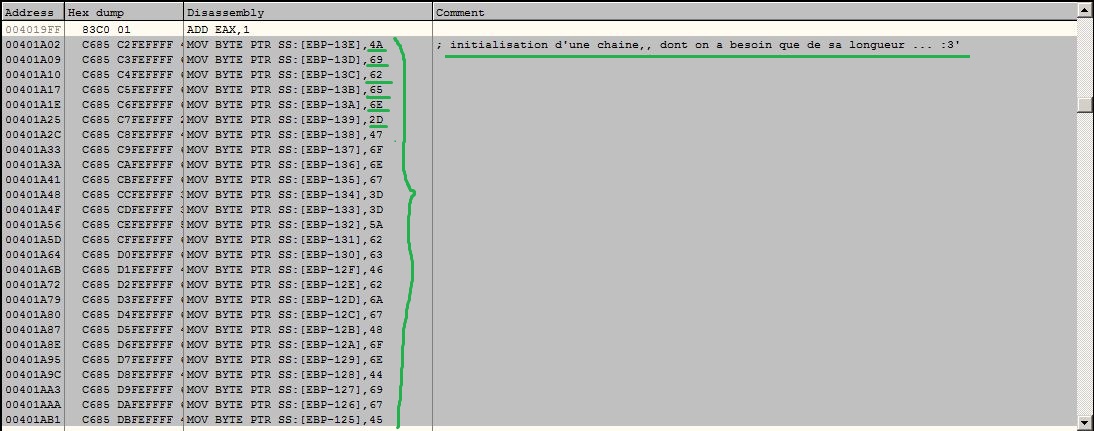 Address Hex dump Disassembly Comment
004019FF 83C0 01 ADD EAX,1
00401A02 C685 C2FEFFFF MOV BYTE PTR SS:[EBP-13E],4A ; initialisation d'une chaine,, dont on a besoin que de sa longueur ... :3'
00401A09 C685 C3FEFFFF MOV BYTE PTR SS:[EBP-13D],69
00401A10 C685 C4FEFFFF MOV BYTE PTR SS:[EBP-13C],62
00401A17 C685 C5FEFFFF MOV BYTE PTR SS:[EBP-13B],65
00401A1E C685 C6FEFFFF MOV BYTE PTR SS:[EBP-13A],6E
00401A25 C685 C7FEFFFF MOV BYTE PTR SS:[EBP-139],2D
00401A2C C685 C8FEFFFF MOV BYTE PTR SS:[EBP-138],47
00401A33 C685 C9FEFFFF MOV BYTE PTR SS:[EBP-137],6F
00401A3A C685 CAFEFFFF MOV BYTE PTR SS:[EBP-136],6E
00401A41 C685 CBFEFFFF MOV BYTE PTR SS:[EBP-135],67
00401A48 C685 CCFEFFFF MOV BYTE PTR SS:[EBP-134],3D
00401A4F C685 CDFEFFFF MOV BYTE PTR SS:[EBP-133],3D
00401A56 C685 CEFEFFFF MOV BYTE PTR SS:[EBP-132],5A
00401A5D C685 CFFEFFFF MOV BYTE PTR SS:[EBP-131],62
00401A64 C685 D0FEFFFF MOV BYTE PTR SS:[EBP-130],63
00401A6B C685 D1FEFFFF MOV BYTE PTR SS:[EBP-12F],46
00401A72 C685 D2FEFFFF MOV BYTE PTR SS:[EBP-12E],62
00401A79 C685 D3FEFFFF MOV BYTE PTR SS:[EBP-12D],6A
00401A80 C685 D4FEFFFF MOV BYTE PTR SS:[EBP-12C],67
00401A87 C685 D5FEFFFF MOV BYTE PTR SS:[EBP-12B],48
00401A8E C685 D6FEFFFF MOV BYTE PTR SS:[EBP-12A],6F
00401A95 C685 D7FEFFFF MOV BYTE PTR SS:[EBP-129],6E
00401A9C C685 D8FEFFFF MOV BYTE PTR SS:[EBP-128],44
00401AA3 C685 D9FEFFFF MOV BYTE PTR SS:[EBP-127],69
00401AAA C685 DAFEFFFF MOV BYTE PTR SS:[EBP-126],67
00401AB1 C685 DBFEFFFF MOV BYTE PTR SS:[EBP-125],45